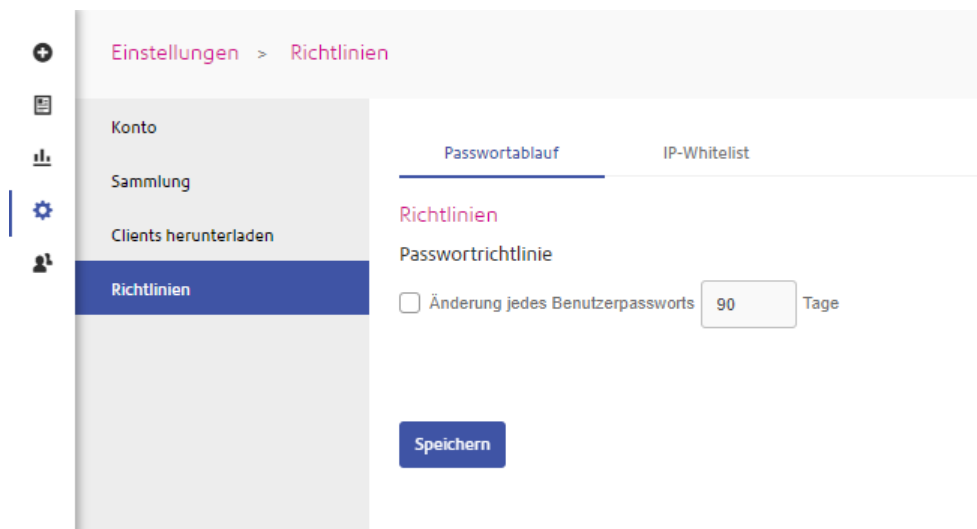 Einstellungen > Richtlinien
Konto
Sammlung
Clients herunterladen
Richtlinien
Passwortablauf IP-Whitelist
Richtlinien
Passwortrichtlinie
Änderung jedes Benutzerpassworts 90 Tage
Speichern